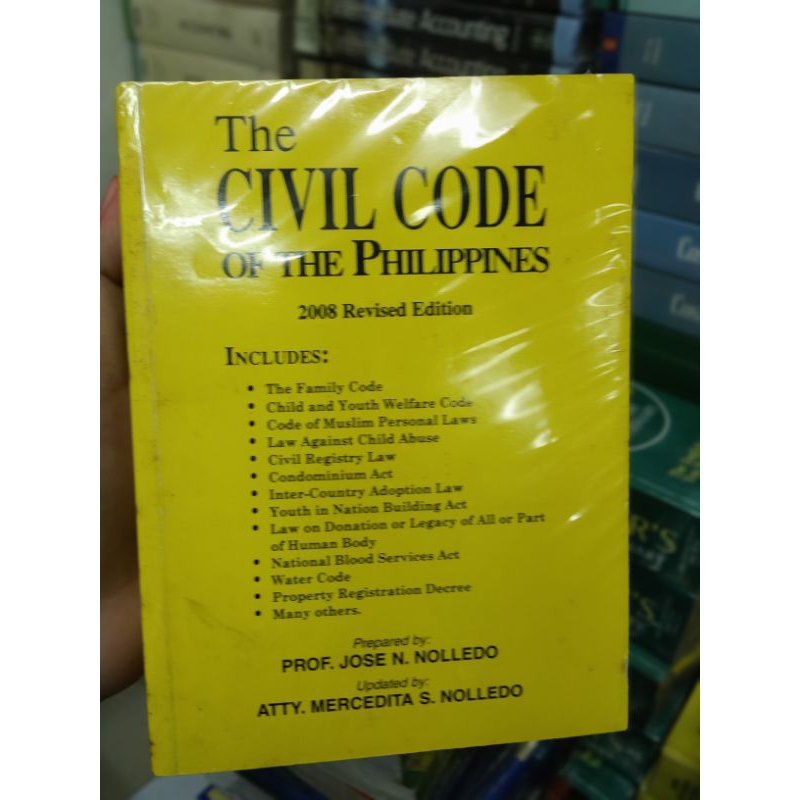 The
CIVIL CODE
OF THE PHILIPPINES
2008 Revised Edition
INCLUDES:
• The Family Code
• Child and Youth Welfare Code
• Code of Muslim Personal Laws
• Law Against Child Abuse
• Civil Registry Law
• Condominium Act
• Inter-Country Adoption Law
• Youth in Nation Building Act
• Law on Donation or Legacy of All or Part
of Human Body
• National Blood Services Act
• Water Code
• Property Registration Decree
• Many others.
Prepared by:
PROF. JOSE N. NOLLEDO
Updated by:
ATTY. MERCEDITA S. NOLLEDO
Accounting